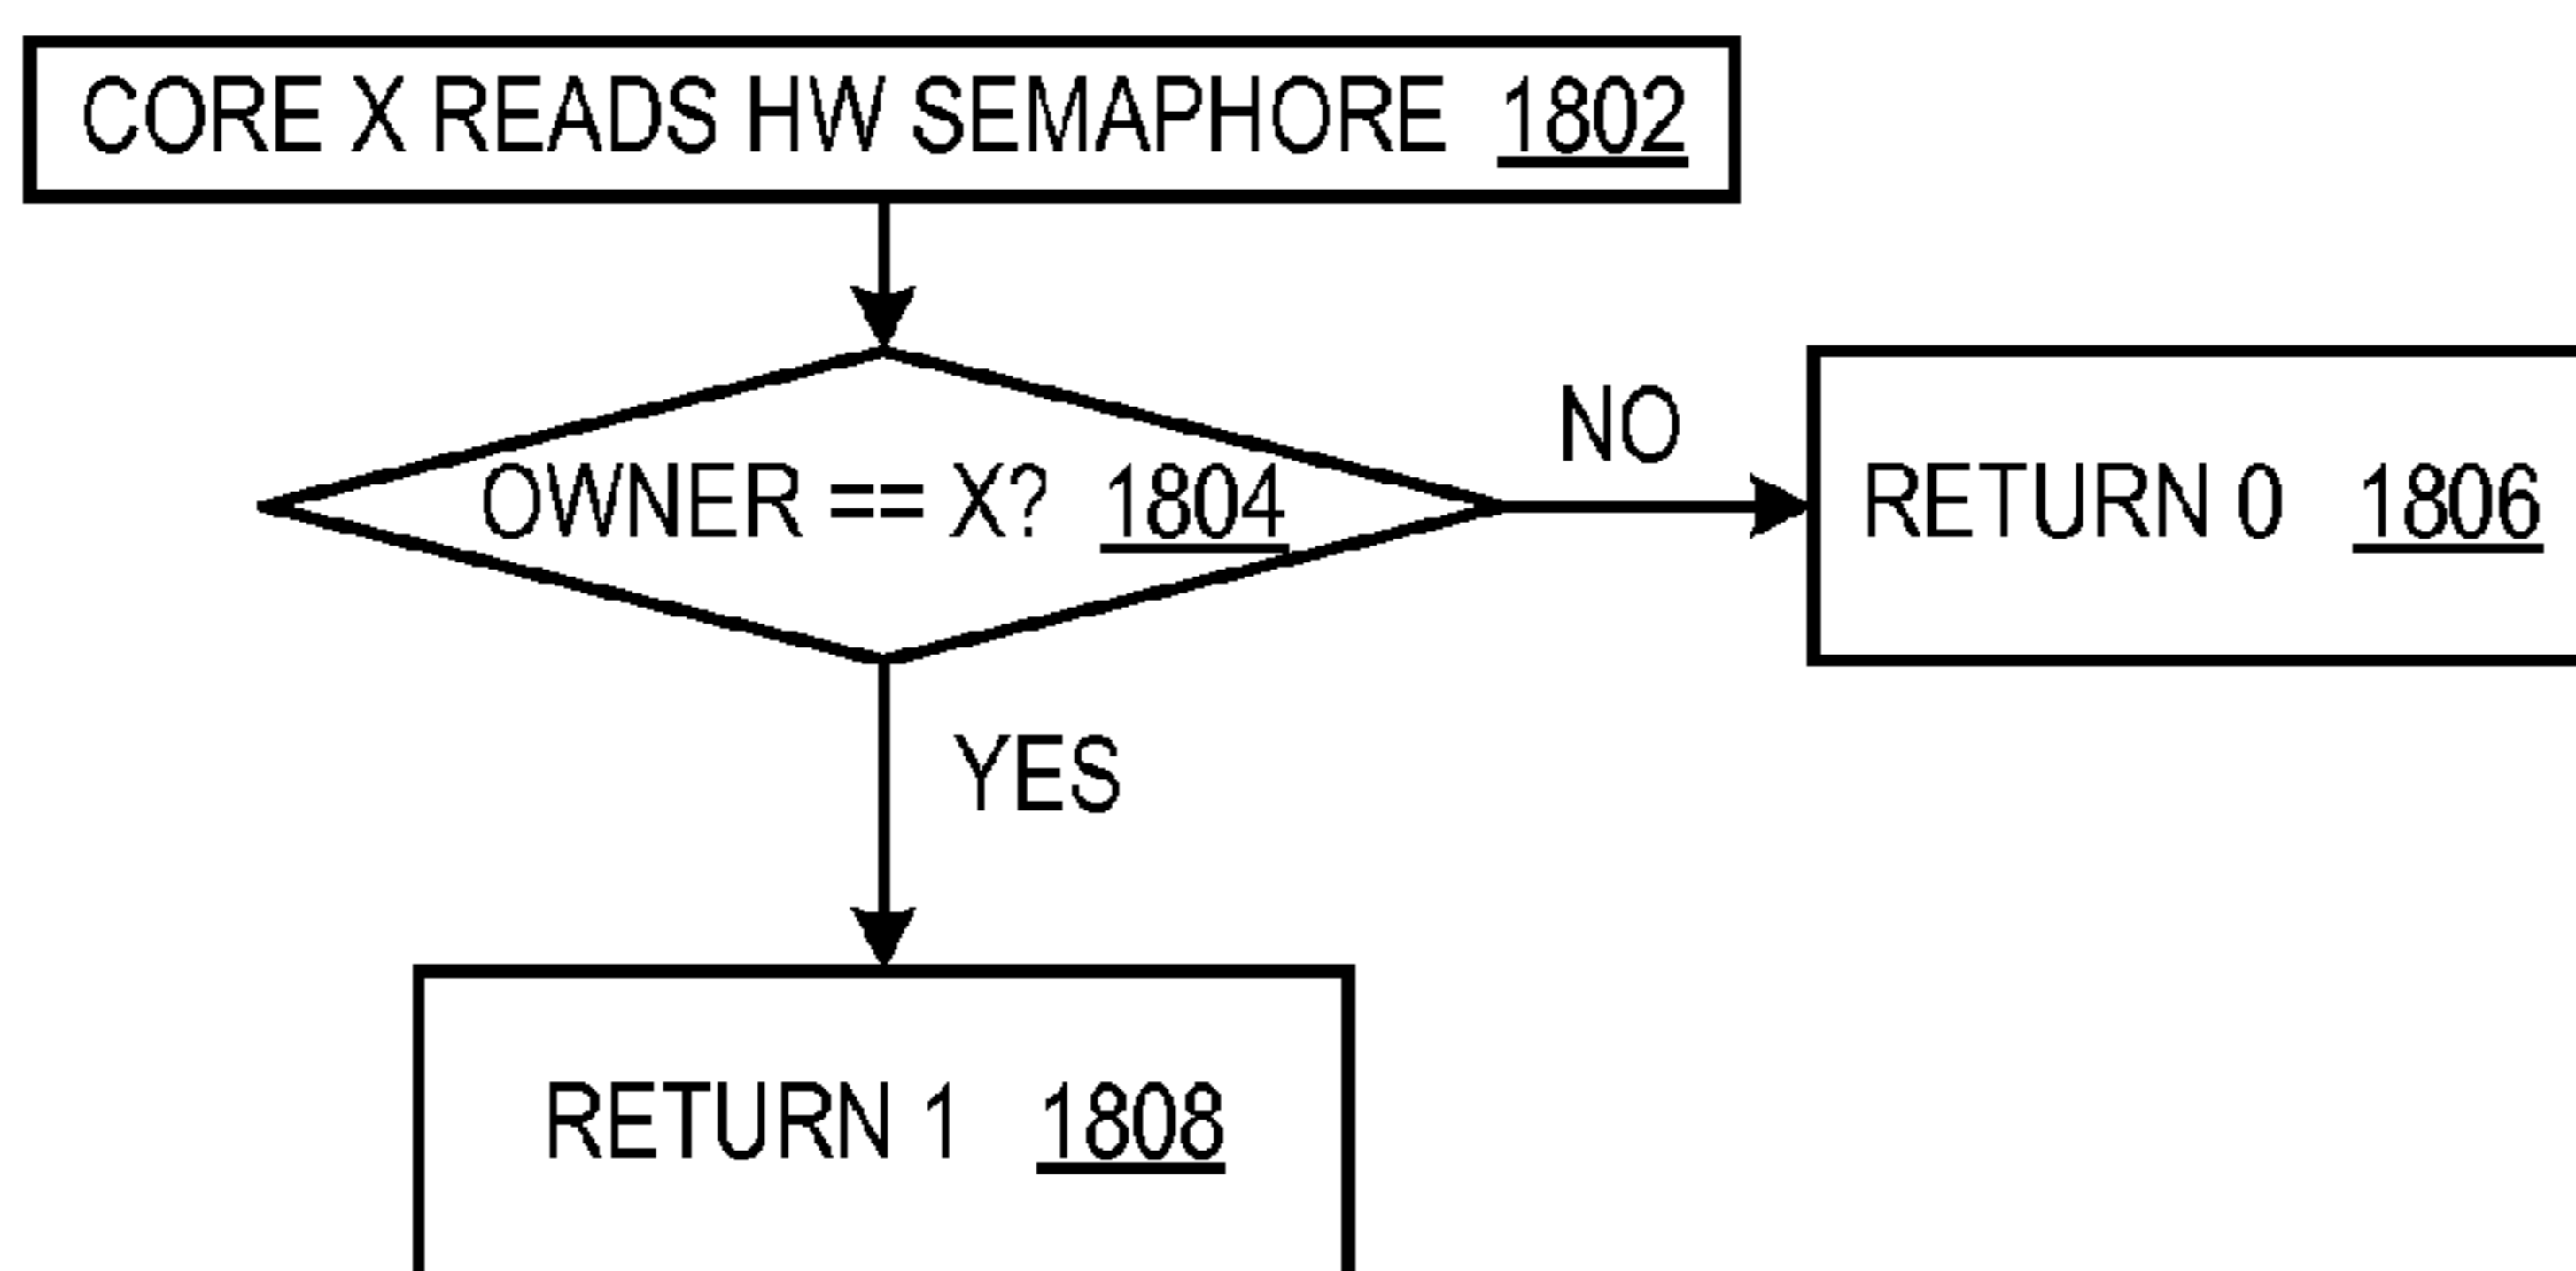 CORE X READS HW SEMAPHORE 1802
OWNER == X? 1804
NO
RETURN 0 1806
YES
RETURN 1 1808